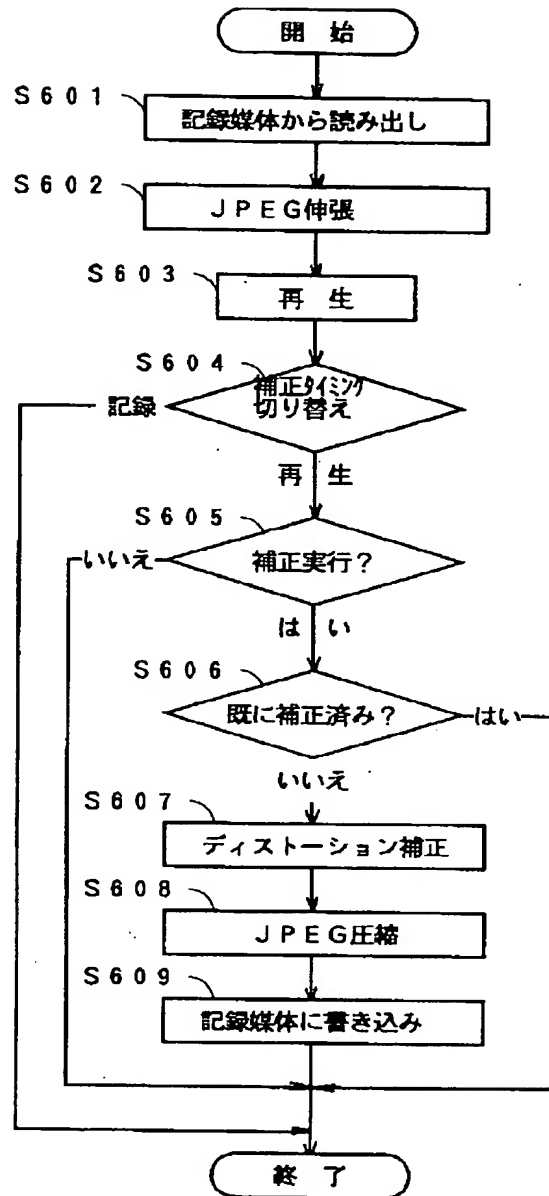 開 始
S601
記録媒体から読み出し
S602
JPEG伸張
S603
再 生
S604
補正タイミング
切り替え
記録
再 生
S605
補正実行?
いいえ
は い
S606
既に補正済み?
はい
いいえ
S607
ディストーション補正
S608
JPEG圧縮
S609
記録媒体に書き込み
終 了